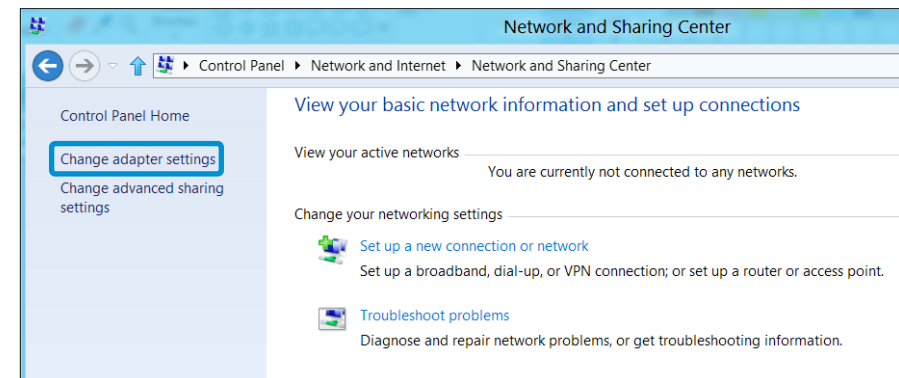 Network and Sharing Center
Control Panel Network and Internet Network and Sharing Center
Control Panel Home
Change adapter settings
Change advanced sharing
settings
View your basic network information and set up connections
View your active networks
You are currently not connected to any networks.
Change your networking settings
Set up a new connection or network
Set up a broadband, dial-up, or VPN connection; or set up a router or access point.
Troubleshoot problems
Diagnose and repair network problems, or get troubleshooting information.